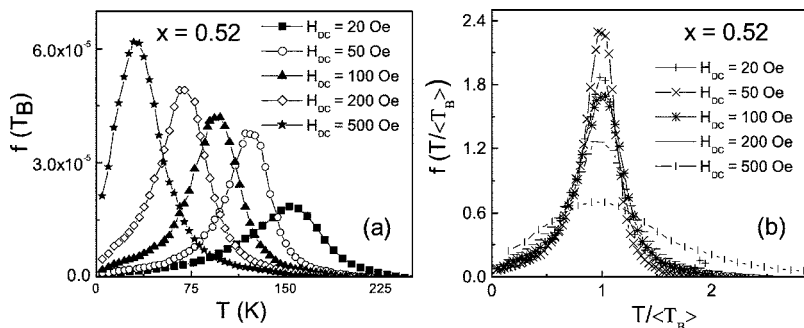 f (T_B)
6.0x10⁻⁵
3.0x10⁻⁵
0.0
x = 0.52
H_DC = 20 Oe
H_DC = 50 Oe
H_DC = 100 Oe
H_DC = 200 Oe
H_DC = 500 Oe
(a)
75
150
225
T (K)
f (T/<T_B>)
2.4
1.8
1.2
0.6
0.0
x = 0.52
H_DC = 20 Oe
H_DC = 50 Oe
H_DC = 100 Oe
H_DC = 200 Oe
H_DC = 500 Oe
(b)
0
1
2
T/<T_B>